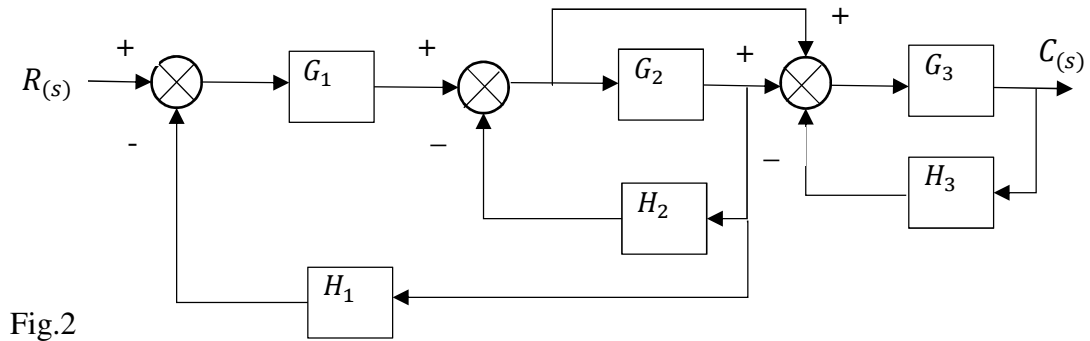 +
+ + + C(s)
R(s) G₁ G₂ G₃
- − − H₃
H₂
H₁
Fig.2